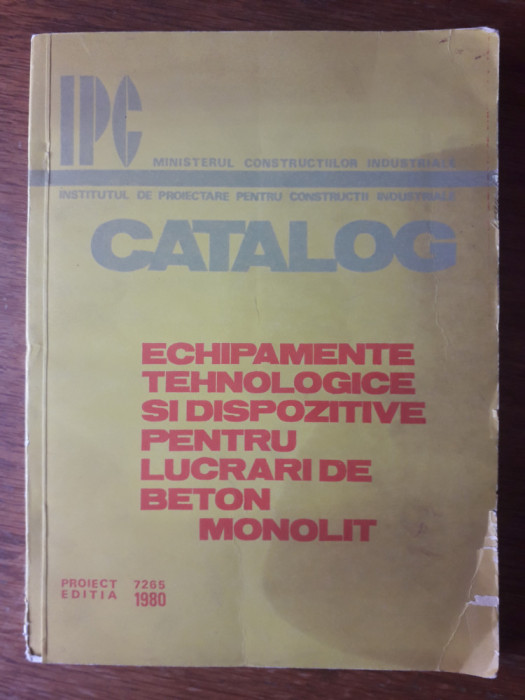 IPC
MINISTERUL CONSTRUCTIILOR INDUSTRIALE
INSTITUTUL DE PROIECTARE PENTRU CONSTRUCTII INDUSTRIALE
CATALOG
ECHIPAMENTE
TEHNOLOGICE
SI DISPOZITIVE
PENTRU
LUCRARI DE
BETON
MONOLIT
PROIECT 7265
EDITIA 1980